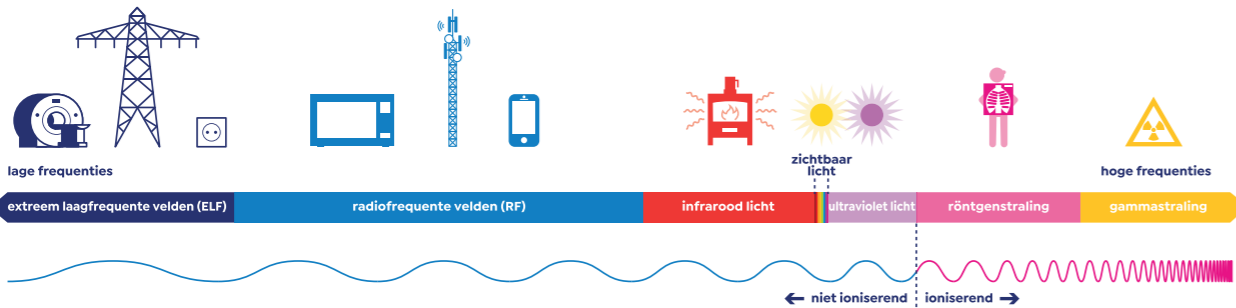 zichtbaar
licht
lage frequenties
hoge frequenties
extreem laagfrequente velden (ELF)
radiofrequente velden (RF)
infrarood licht
ultraviolet licht
röntgenstraling
gammastraling
niet ioniserend
ioniserend